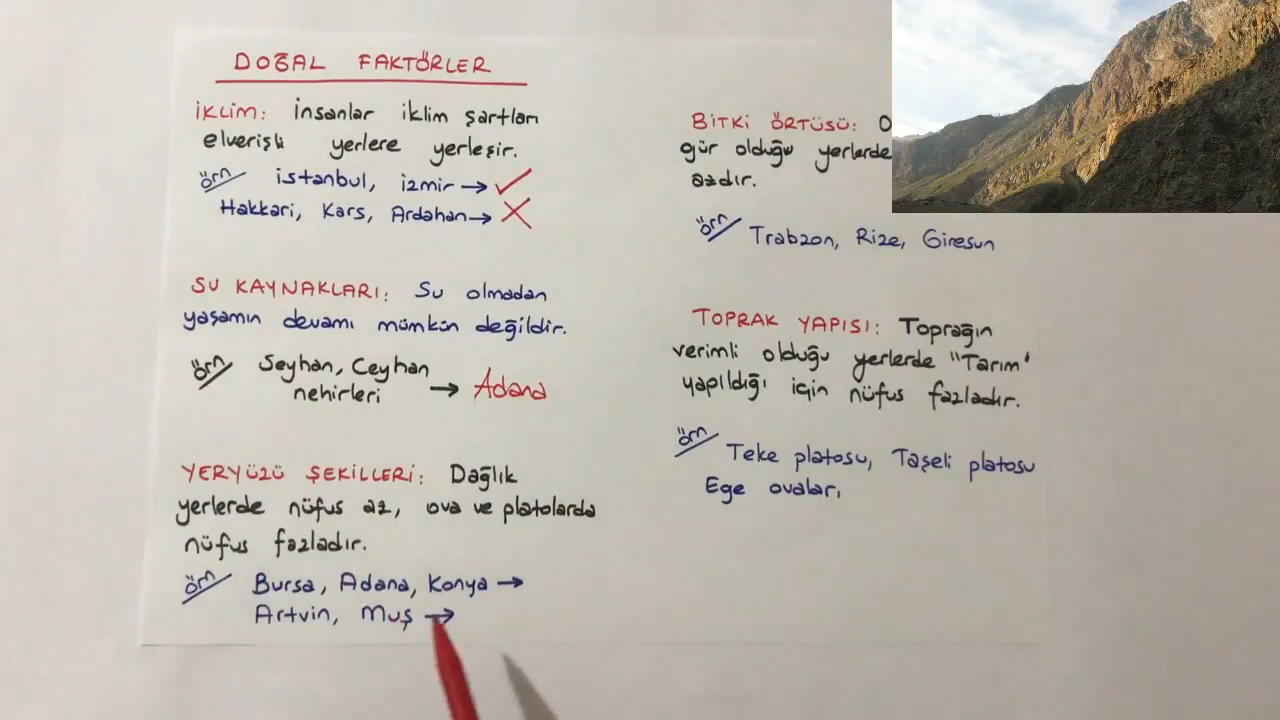 DOĞAL FAKTÖRLER
İKLİM: İnsanlar iklim şartları
elverişli yerlere yerleşir.
örn İstanbul, İzmir → ✓
Hakkari, Kars, Ardahan → ✗
SU KAYNAKLARI: Su olmadan
yaşamın devamı mümkün değildir.
örn Seyhan, Ceyhan
nehirleri → Adana
YERYÜZÜ ŞEKİLLERİ: Dağlık
yerlerde nüfus az, ova ve platolarda
nüfus fazladır.
örn Bursa, Adana, Konya →
Artvin, Muş →
BİTKİ ÖRTÜSÜ:
gür olduğu yerlerde
azdır.
örn Trabzon, Rize, Giresun
TOPRAK YAPISI: Toprağın
verimli olduğu yerlerde "Tarım"
yapıldığı için nüfus fazladır.
örn Teke platosu, Taşeli platosu
Ege ovaları